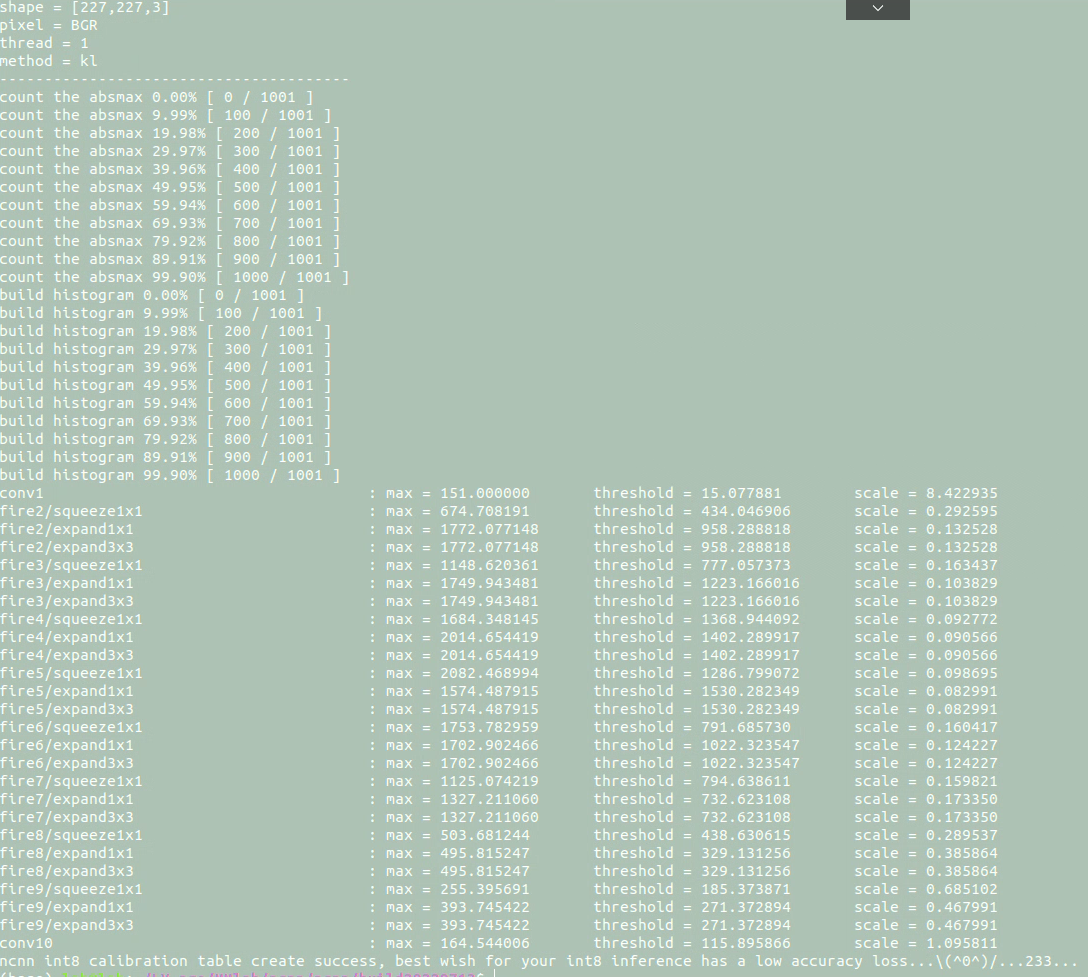 shape = [227,227,3]
pixel = BGR
thread = 1
method = kl
---------------------------------------
count the absmax 0.00% [ 0 / 1001 ]
count the absmax 9.99% [ 100 / 1001 ]
count the absmax 19.98% [ 200 / 1001 ]
count the absmax 29.97% [ 300 / 1001 ]
count the absmax 39.96% [ 400 / 1001 ]
count the absmax 49.95% [ 500 / 1001 ]
count the absmax 59.94% [ 600 / 1001 ]
count the absmax 69.93% [ 700 / 1001 ]
count the absmax 79.92% [ 800 / 1001 ]
count the absmax 89.91% [ 900 / 1001 ]
count the absmax 99.90% [ 1000 / 1001 ]
build histogram 0.00% [ 0 / 1001 ]
build histogram 9.99% [ 100 / 1001 ]
build histogram 19.98% [ 200 / 1001 ]
build histogram 29.97% [ 300 / 1001 ]
build histogram 39.96% [ 400 / 1001 ]
build histogram 49.95% [ 500 / 1001 ]
build histogram 59.94% [ 600 / 1001 ]
build histogram 69.93% [ 700 / 1001 ]
build histogram 79.92% [ 800 / 1001 ]
build histogram 89.91% [ 900 / 1001 ]
build histogram 99.90% [ 1000 / 1001 ]
conv1 : max = 151.000000 threshold = 15.077881 scale = 8.422935
fire2/squeeze1x1 : max = 674.708191 threshold = 434.046906 scale = 0.292595
fire2/expand1x1 : max = 1772.077148 threshold = 958.288818 scale = 0.132528
fire2/expand3x3 : max = 1772.077148 threshold = 958.288818 scale = 0.132528
fire3/squeeze1x1 : max = 1148.620361 threshold = 777.057373 scale = 0.163437
fire3/expand1x1 : max = 1749.943481 threshold = 1223.166016 scale = 0.103829
fire3/expand3x3 : max = 1749.943481 threshold = 1223.166016 scale = 0.103829
fire4/squeeze1x1 : max = 1684.348145 threshold = 1368.944092 scale = 0.092772
fire4/expand1x1 : max = 2014.654419 threshold = 1402.289917 scale = 0.090566
fire4/expand3x3 : max = 2014.654419 threshold = 1402.289917 scale = 0.090566
fire5/squeeze1x1 : max = 2082.468994 threshold = 1286.799072 scale = 0.098695
fire5/expand1x1 : max = 1574.487915 threshold = 1530.282349 scale = 0.082991
fire5/expand3x3 : max = 1574.487915 threshold = 1530.282349 scale = 0.082991
fire6/squeeze1x1 : max = 1753.782959 threshold = 791.685730 scale = 0.160417
fire6/expand1x1 : max = 1702.902466 threshold = 1022.323547 scale = 0.124227
fire6/expand3x3 : max = 1702.902466 threshold = 1022.323547 scale = 0.124227
fire7/squeeze1x1 : max = 1125.074219 threshold = 794.638611 scale = 0.159821
fire7/expand1x1 : max = 1327.211060 threshold = 732.623108 scale = 0.173350
fire7/expand3x3 : max = 1327.211060 threshold = 732.623108 scale = 0.173350
fire8/squeeze1x1 : max = 503.681244 threshold = 438.630615 scale = 0.289537
fire8/expand1x1 : max = 495.815247 threshold = 329.131256 scale = 0.385864
fire8/expand3x3 : max = 495.815247 threshold = 329.131256 scale = 0.385864
fire9/squeeze1x1 : max = 255.395691 threshold = 185.373871 scale = 0.685102
fire9/expand1x1 : max = 393.745422 threshold = 271.372894 scale = 0.467991
fire9/expand3x3 : max = 393.745422 threshold = 271.372894 scale = 0.467991
conv10 : max = 164.544006 threshold = 115.895866 scale = 1.095811
ncnn int8 calibration table create success, best wish for your int8 inference has a low accuracy loss...\(^0^)/...233...